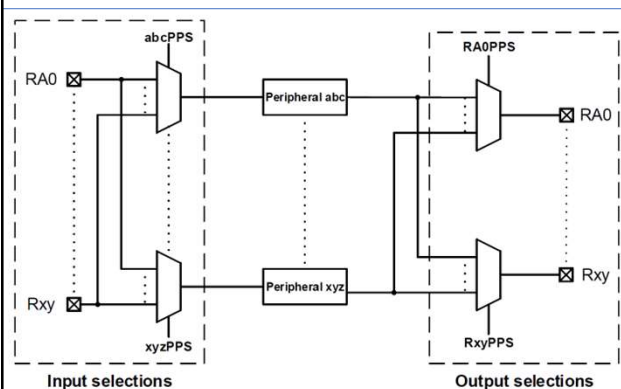 abcPPS
RA0PPS
RA0
Peripheral abc
RA0
Rxy
Peripheral xyz
Rxy
xyzPPS
RxyPPS
Input selections
Output selections